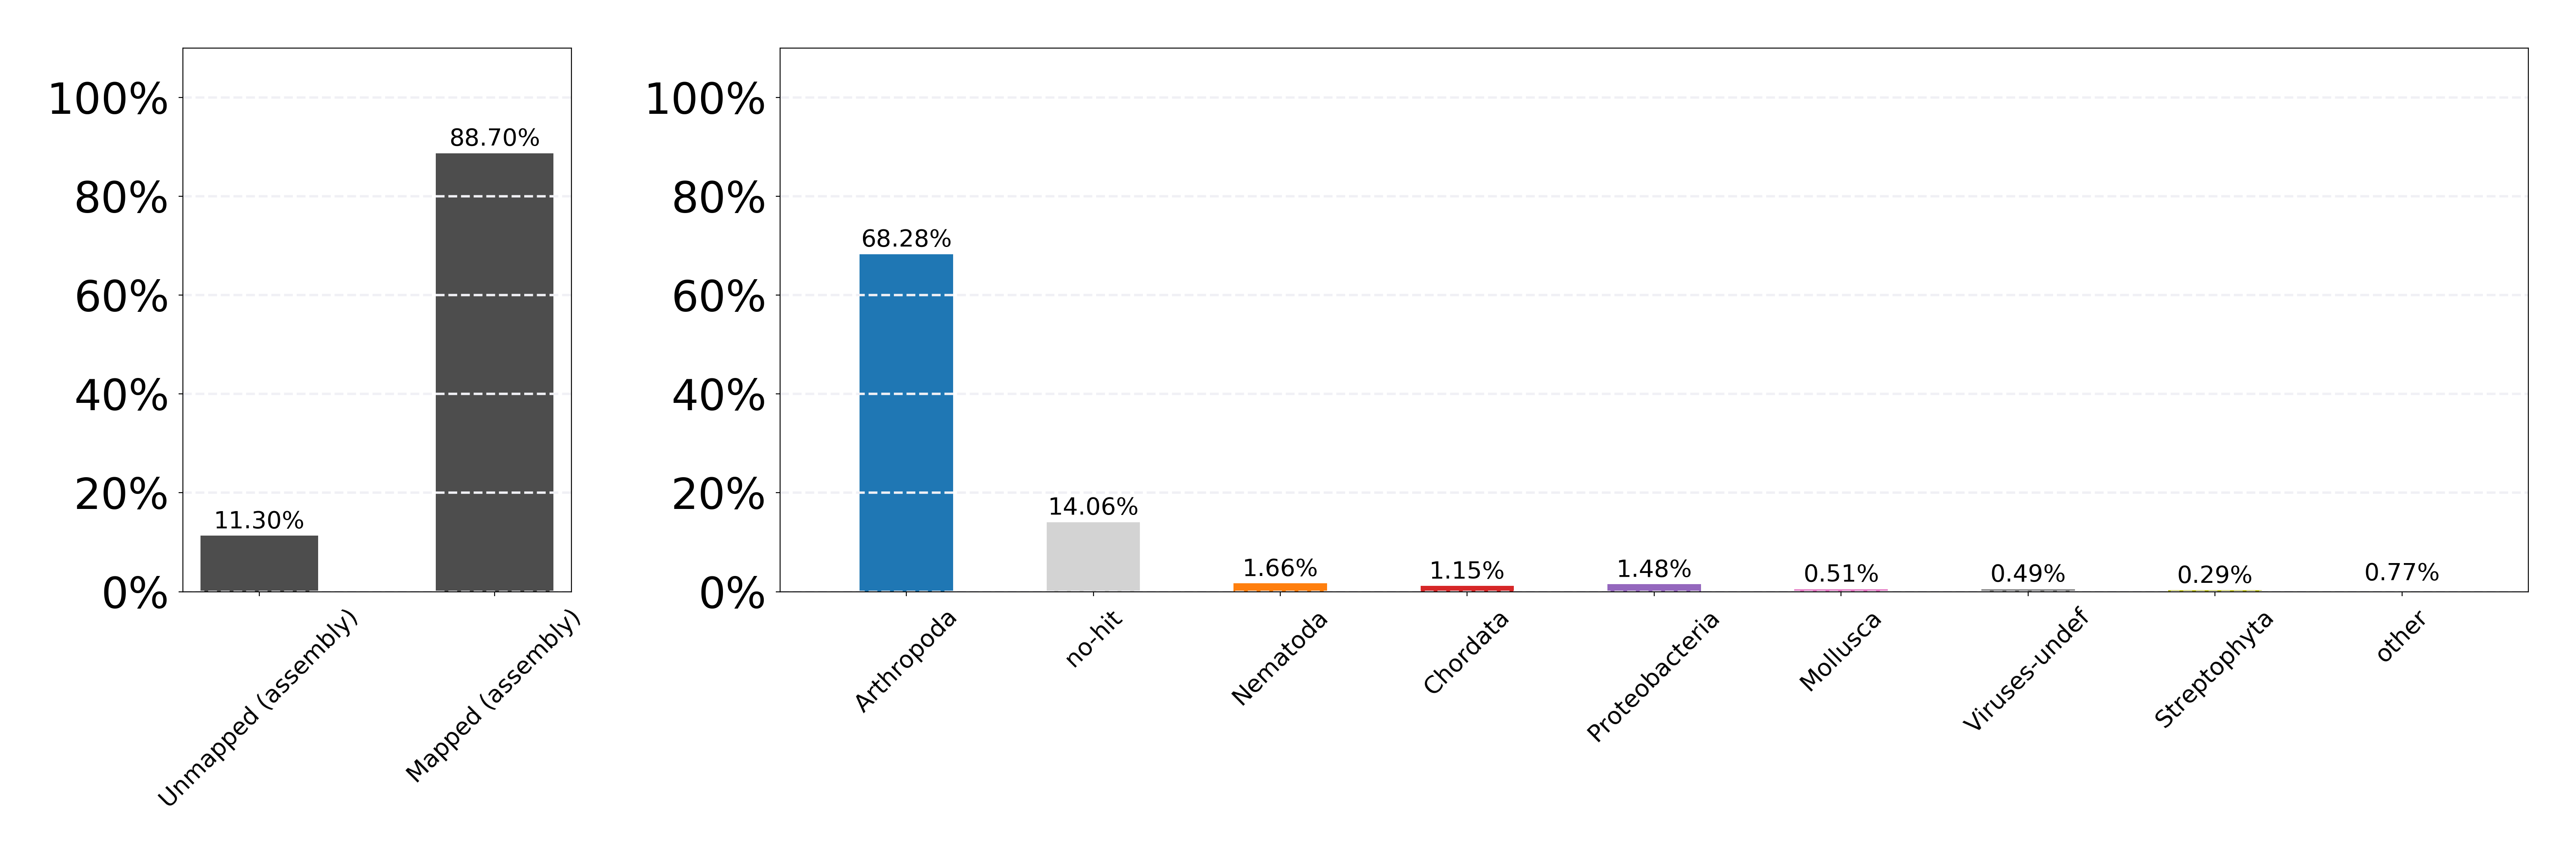 100%
80%
60%
40%
20%
0%
11.30%
88.70%
Unmapped (assembly)
Mapped (assembly)
100%
80%
60%
40%
20%
0%
68.28%
14.06%
1.66%
1.15%
1.48%
0.51%
0.49%
0.29%
0.77%
Arthropoda
no-hit
Nematoda
Chordata
Proteobacteria
Mollusca
Viruses-undef
Streptophyta
other